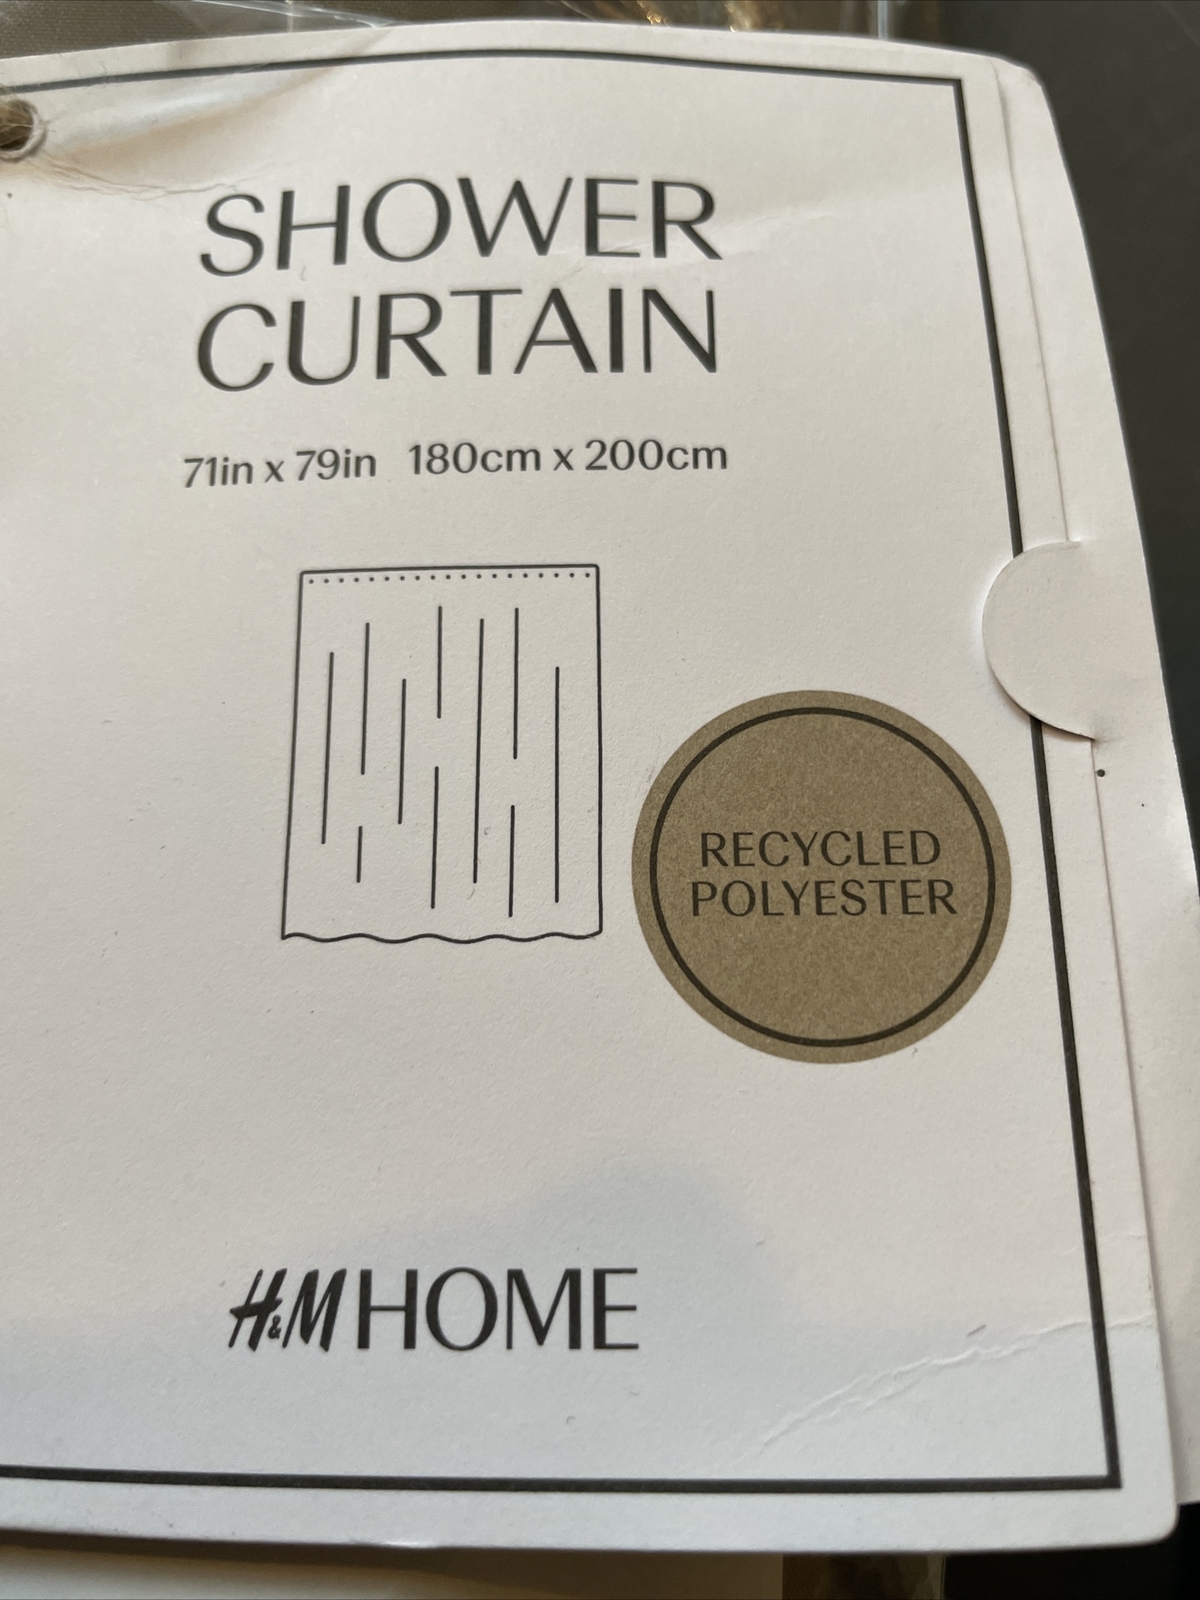 SHOWER
CURTAIN
71in x 79in 180cm x 200cm
RECYCLED
POLYESTER
H&M HOME